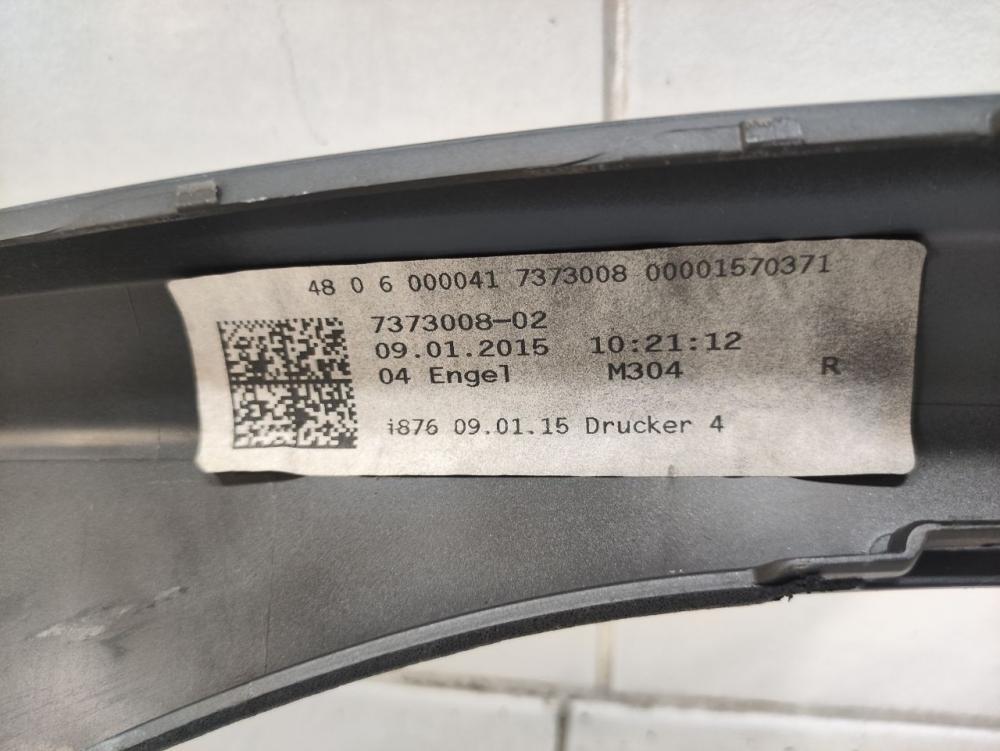 48 0 6 000041 7373008 00001570371
7373008-02
09.01.2015 10:21:12
04 Engel M304 R
i876 09.01.15 Drucker 4